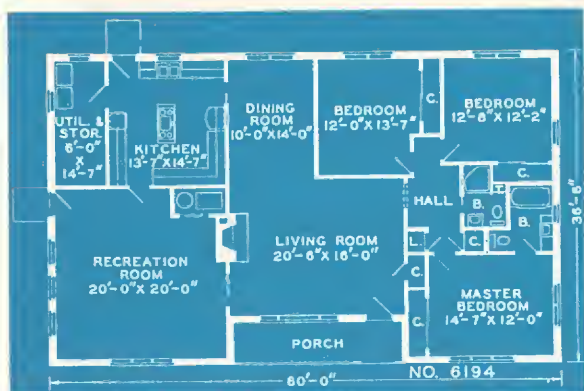 UTIL. &
STOR.
6'-0"
X
14'-7"
KITCHEN
13'-7"X14'-7"
DINING
ROOM
10'-0"X14'-0"
BEDROOM
12'-0"X13'-7"
C.
BEDROOM
12'-8"X12'-2"
C.
HALL
B.
B.
L.
C.
C.
C.
RECREATION
ROOM
20'-0"X 20'-0"
LIVING ROOM
20'-6"X16'-0"
MASTER
BEDROOM
14'-7"X12'-0"
PORCH
NO. 6194
60'-0"
36'-6"